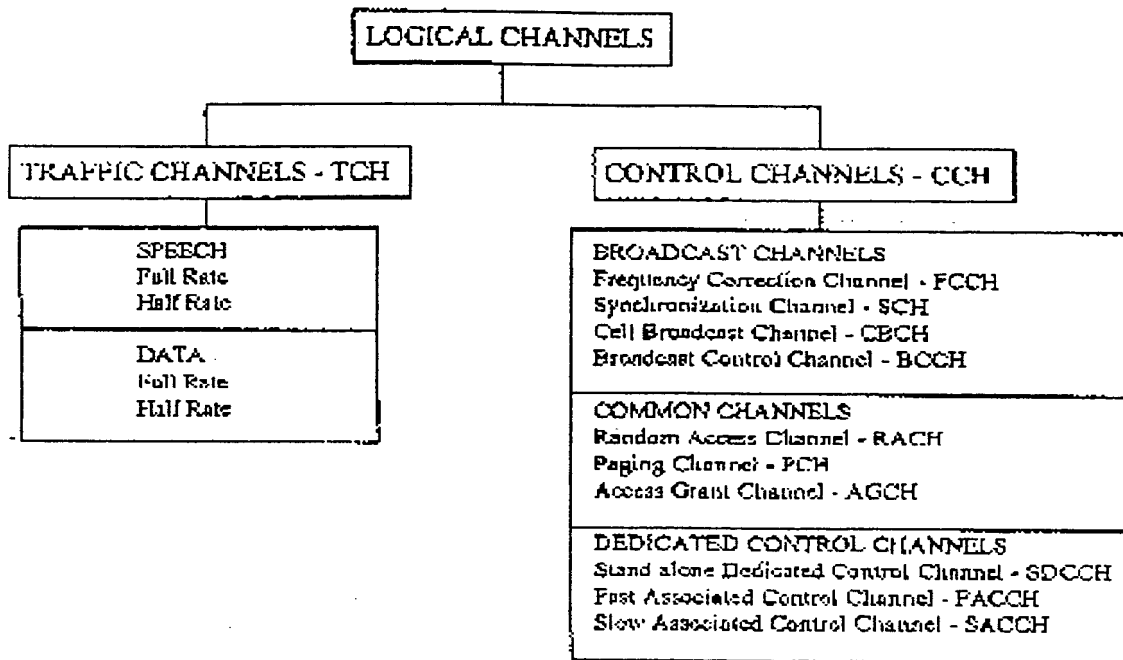 LOGICAL CHANNELS
TRAFFIC CHANNELS - TCH
SPEECH
Full Rate
Half Rate
DATA
Full Rate
Half Rate
CONTROL CHANNELS - CCH
BROADCAST CHANNELS
Frequency Correction Channel - FCCH
Synchronization Channel - SCH
Cell Broadcast Channel - CBCH
Broadcast Control Channel - BCCH
COMMON CHANNELS
Random Access Channel - RACH
Paging Channel - PCH
Access Grant Channel - AGCH
DEDICATED CONTROL CHANNELS
Stand alone Dedicated Control Channel - SDCCH
Fast Associated Control Channel - FACCH
Slow Associated Control Channel - SACCH